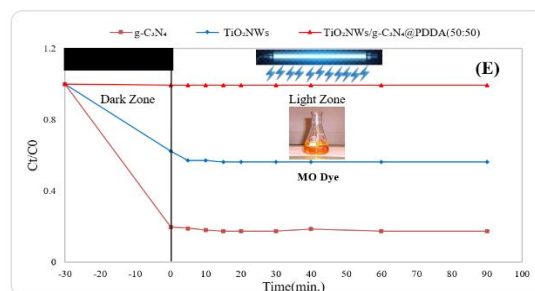 g-C₃N₄ TiO₂NWs TiO₂NWs/g-C₃N₄@PDDA(50:50)
1.2
(E)
Dark Zone Light Zone
0.8
MO Dye
0.4
0
-30 -20 -10 0 10 20 30 40 50 60 70 80 90 100
Ct/C0
Time(min.)